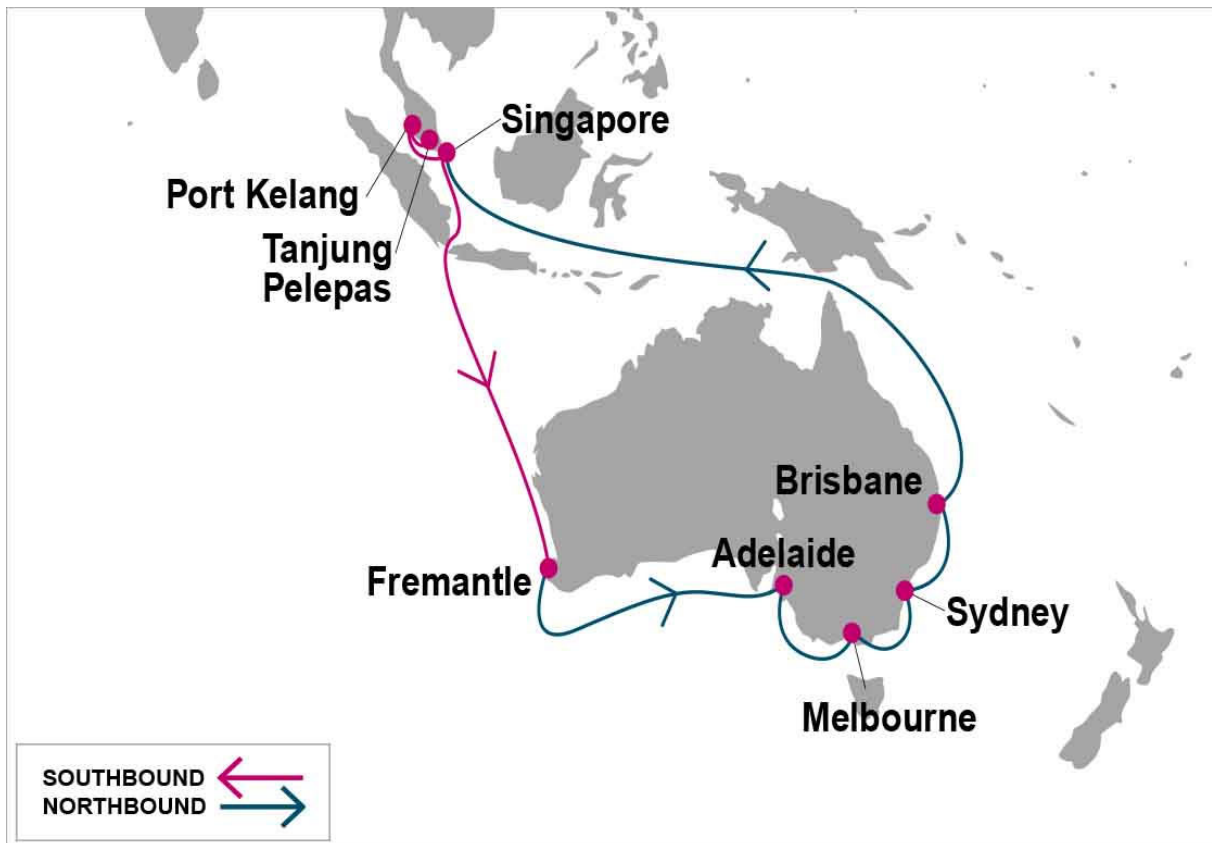 Singapore
Port Kelang
Tanjung
Pelepas
Brisbane
Adelaide
Fremantle
Sydney
Melbourne
SOUTHBOUND
NORTHBOUND